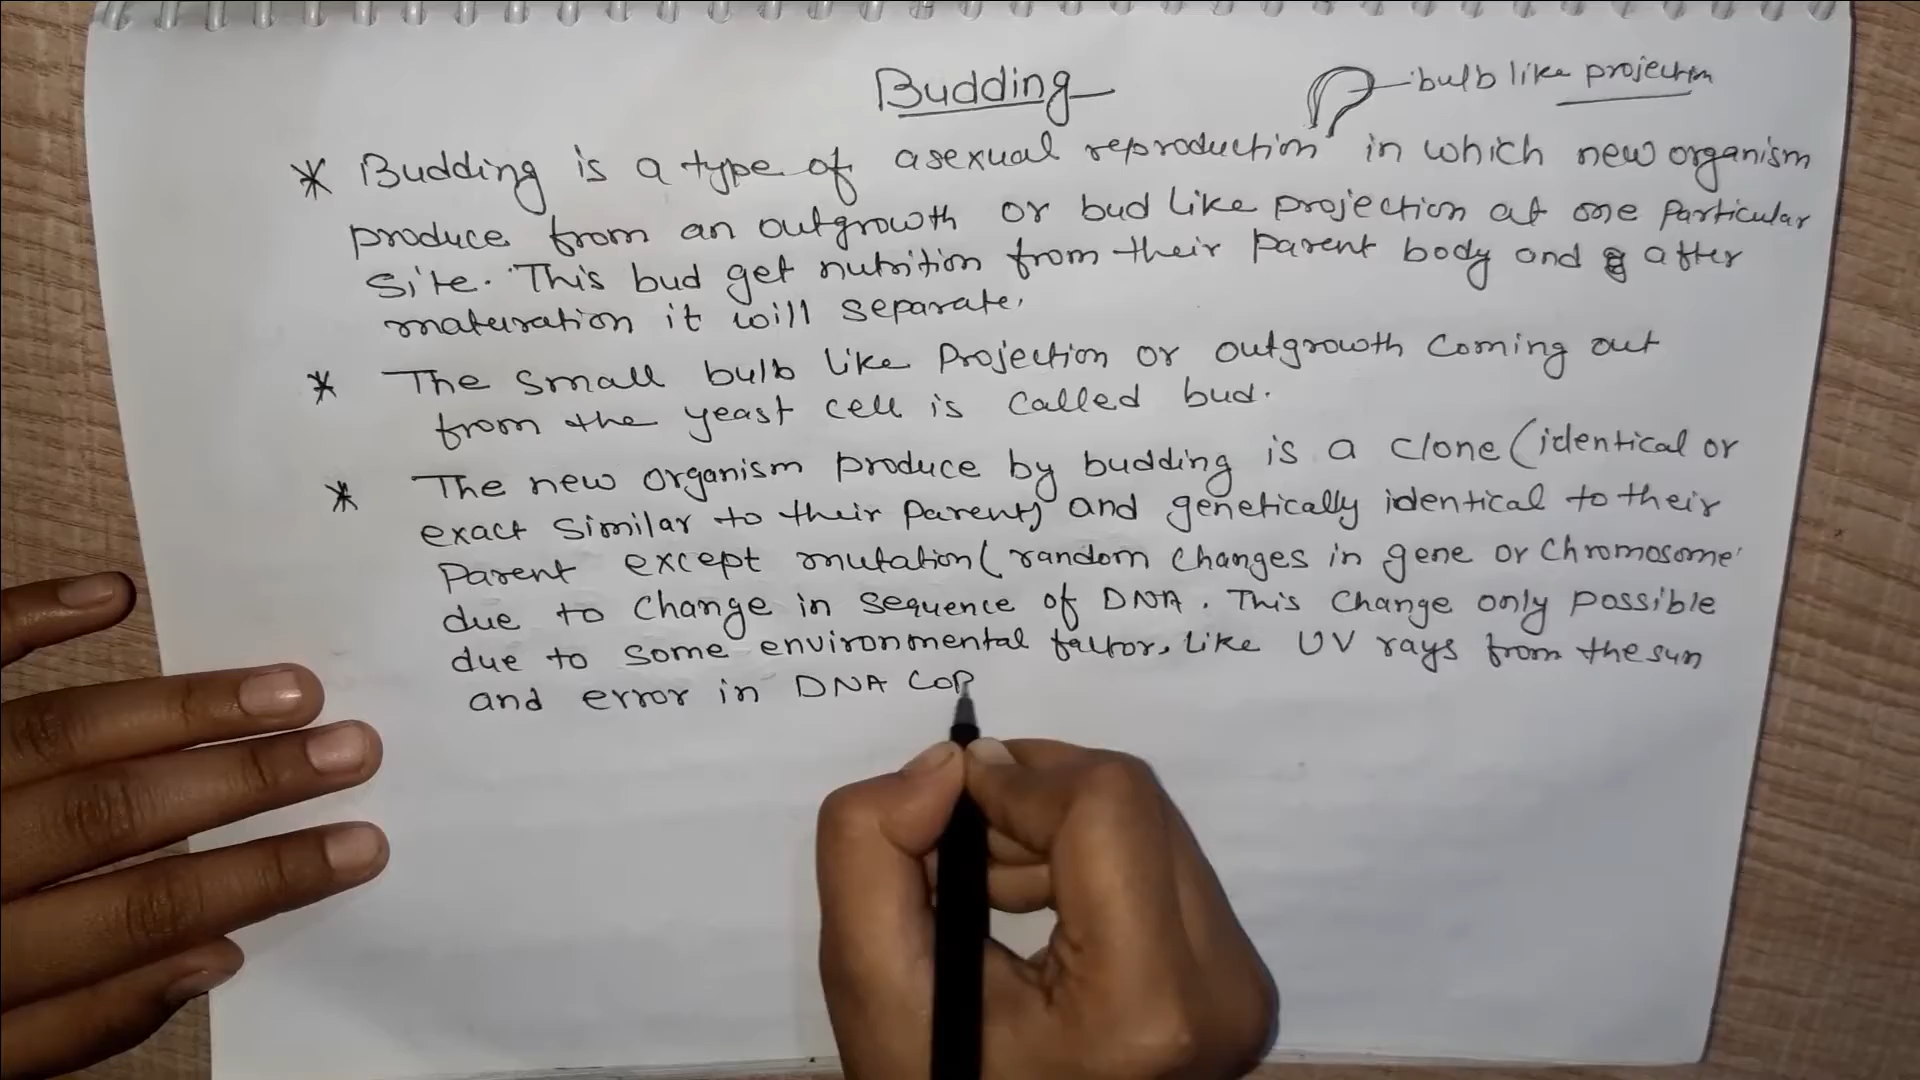 Budding
bulb like projection
* Budding is a type of asexual reproduction in which new organism
produce from an outgrowth or bud like projection at one particular
site. This bud get nutrition from their parent body and after
maturation it will separate.
* The small bulb like projection or outgrowth coming out
from the yeast cell is called bud.
* The new organism produce by budding is a clone (identical or
exact similar to their parent) and genetically identical to their
parent except mutation (random changes in gene or chromosome
due to change in sequence of DNA. This change only possible
due to some environmental factor, like UV rays from the sun
and error in DNA cop